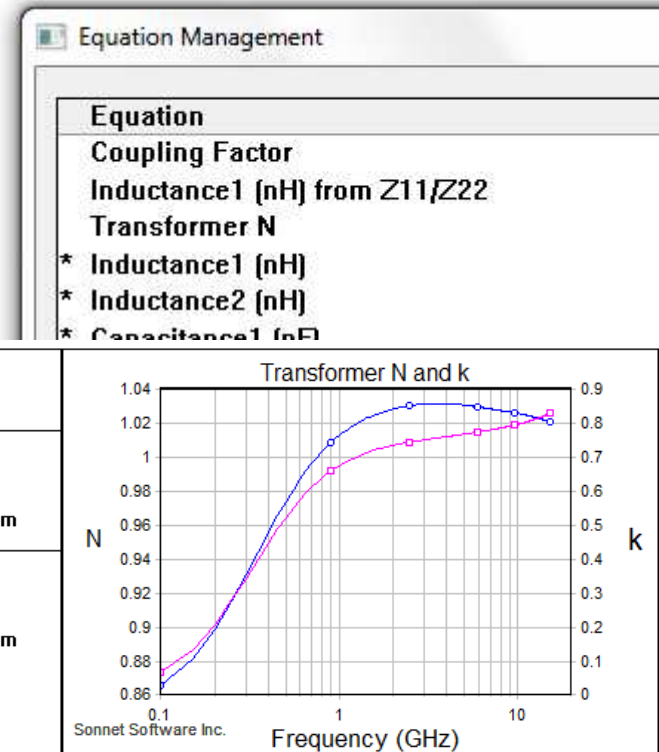 Equation Management
Equation
Coupling Factor
Inductance1 (nH) from Z11/Z22
Transformer N
* Inductance1 (nH)
* Inductance2 (nH)
* Capacitance1 (pF)
Transformer N and k
1.04
1.02
1
0.98
0.96
0.94
0.92
0.9
0.88
0.86
N
0.9
0.8
0.7
0.6
0.5
0.4
0.3
0.2
0.1
0
k
m
m
0.1
1
10
Sonnet Software Inc.
Frequency (GHz)